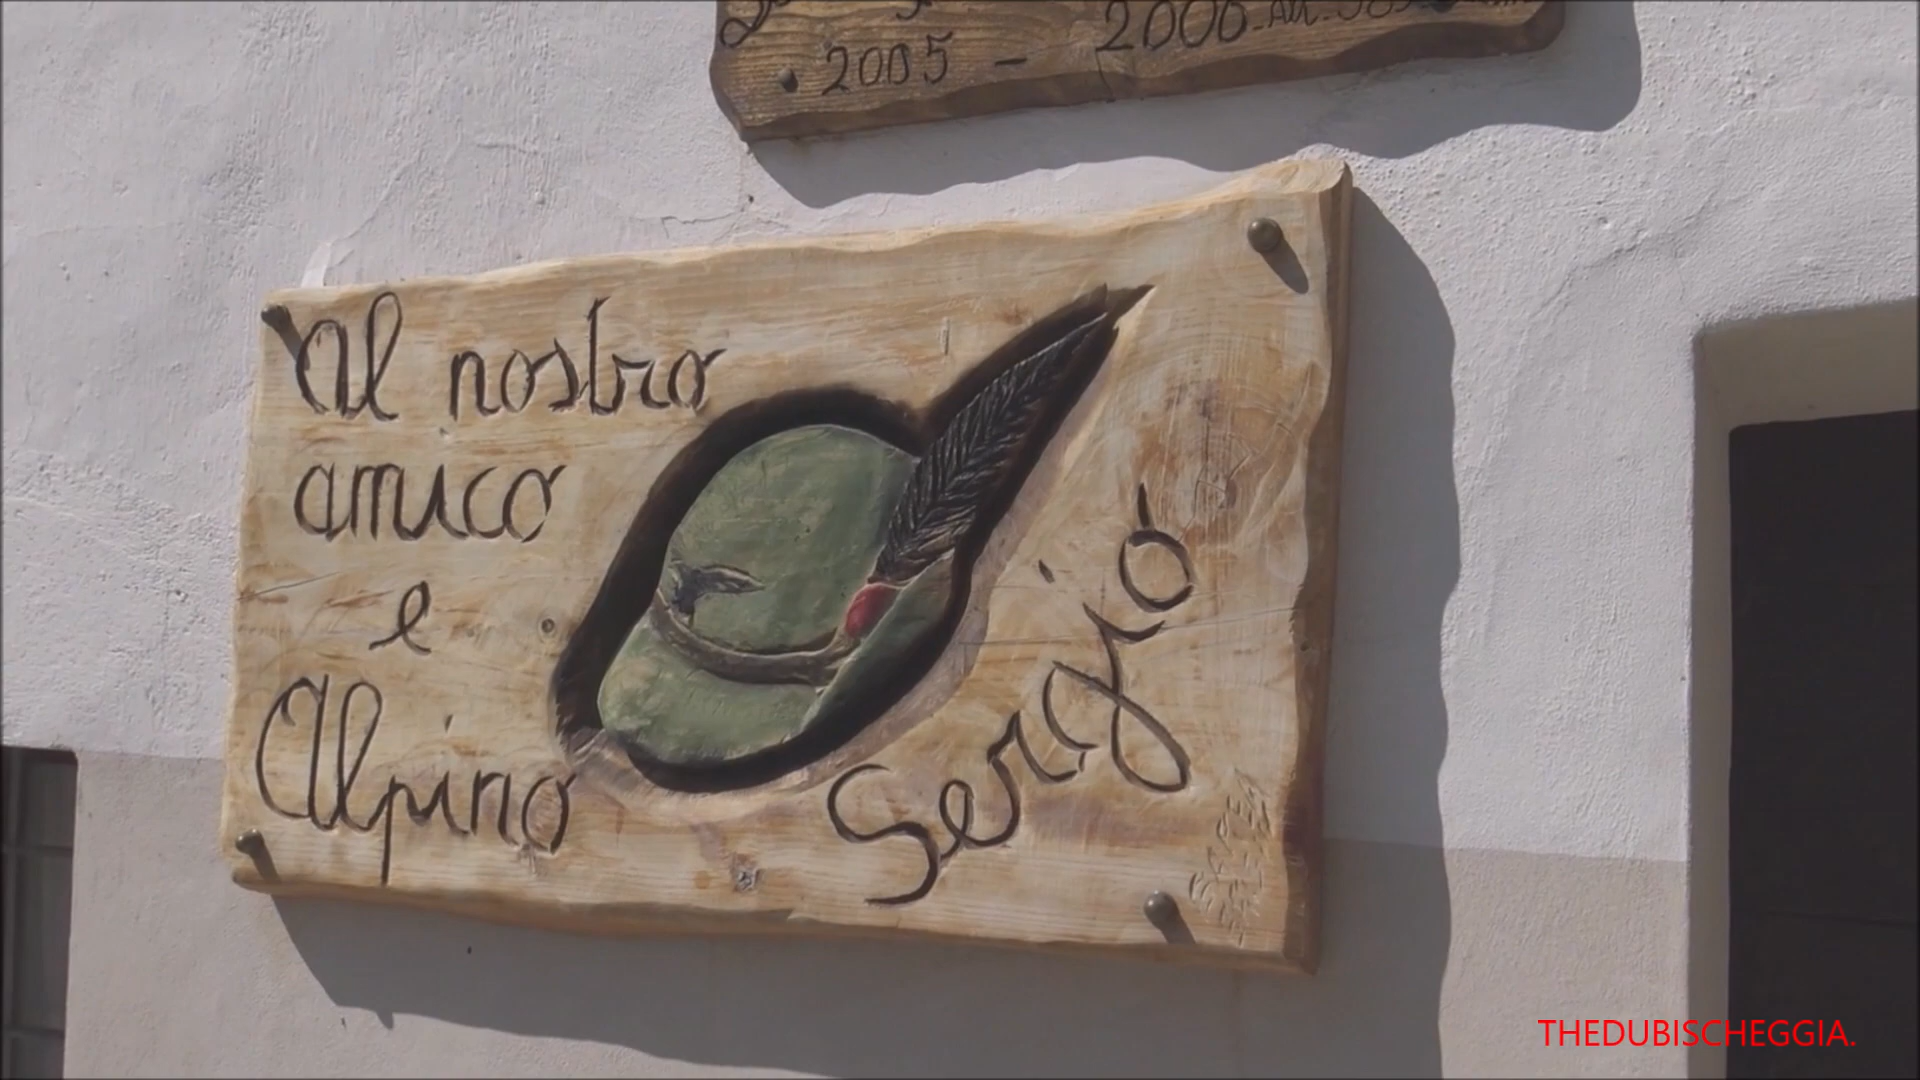 2005 - 2006
Al nostro
amico
e
Alpino
Sergio
THEDUBISCHEGGIA.